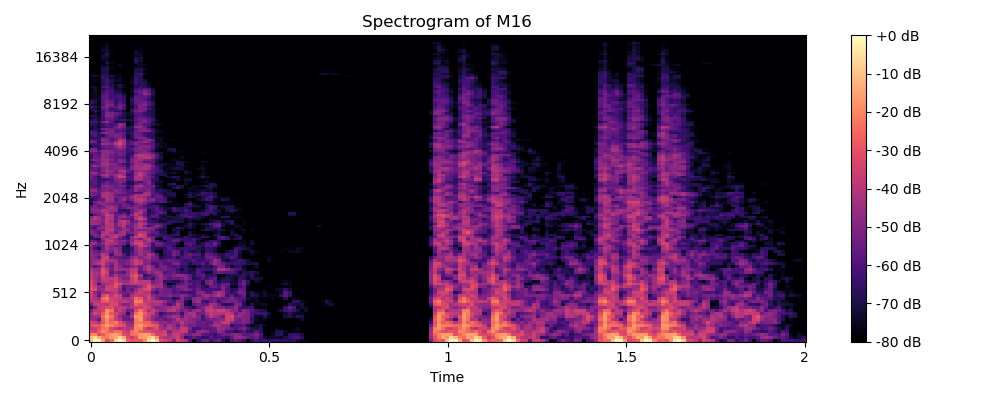 Spectrogram of M16
Hz
16384
8192
4096
2048
1024
512
0
0 0.5 1 1.5 2
Time
+0 dB
-10 dB
-20 dB
-30 dB
-40 dB
-50 dB
-60 dB
-70 dB
-80 dB